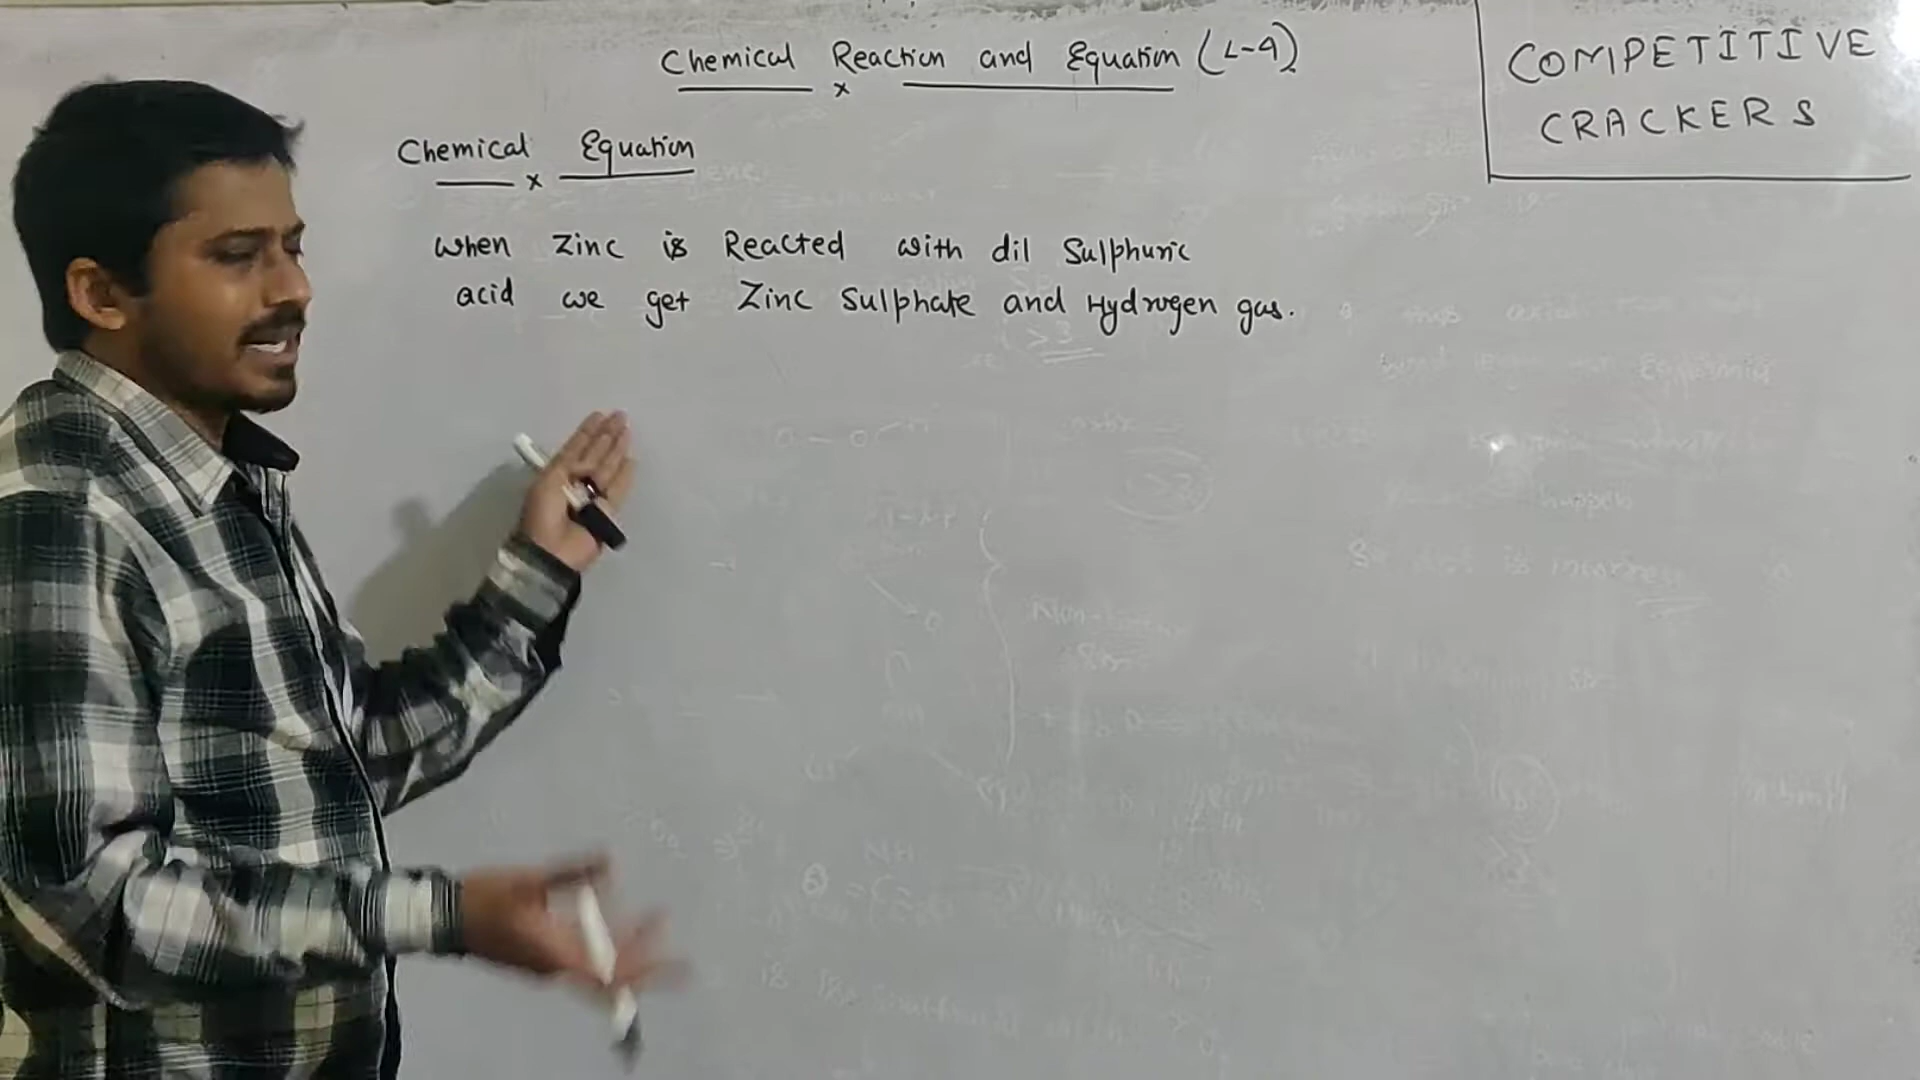 Chemical Reaction and Equation (L-4)
COMPETITIVE
CRACKERS
Chemical Equation
when Zinc is Reacted with dil Sulphuric
acid we get Zinc Sulphate and Hydrogen gas.